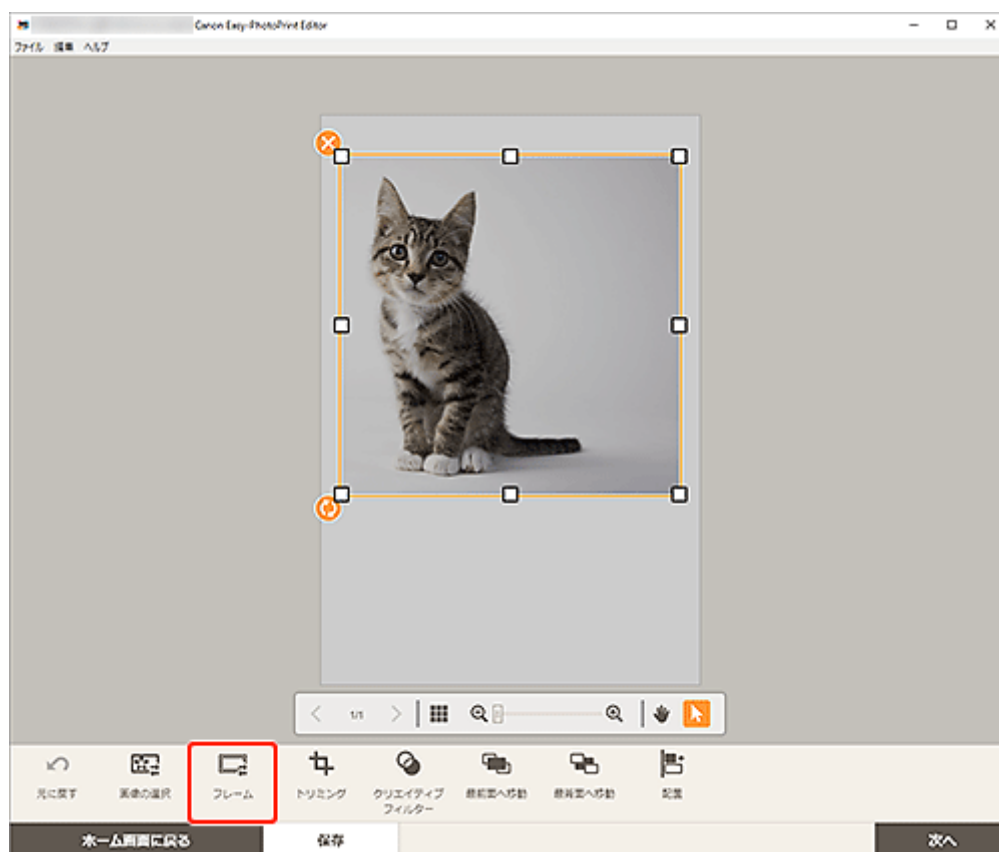 Canon Easy-PhotoPrint Editor
ファイル 編集 ヘルプ
1/1
元に戻す 画像の選択 フレーム トリミング クリエイティブ 最前面へ移動 最背面へ移動 配置
フィルター
ホーム画面に戻る 保存 次へ